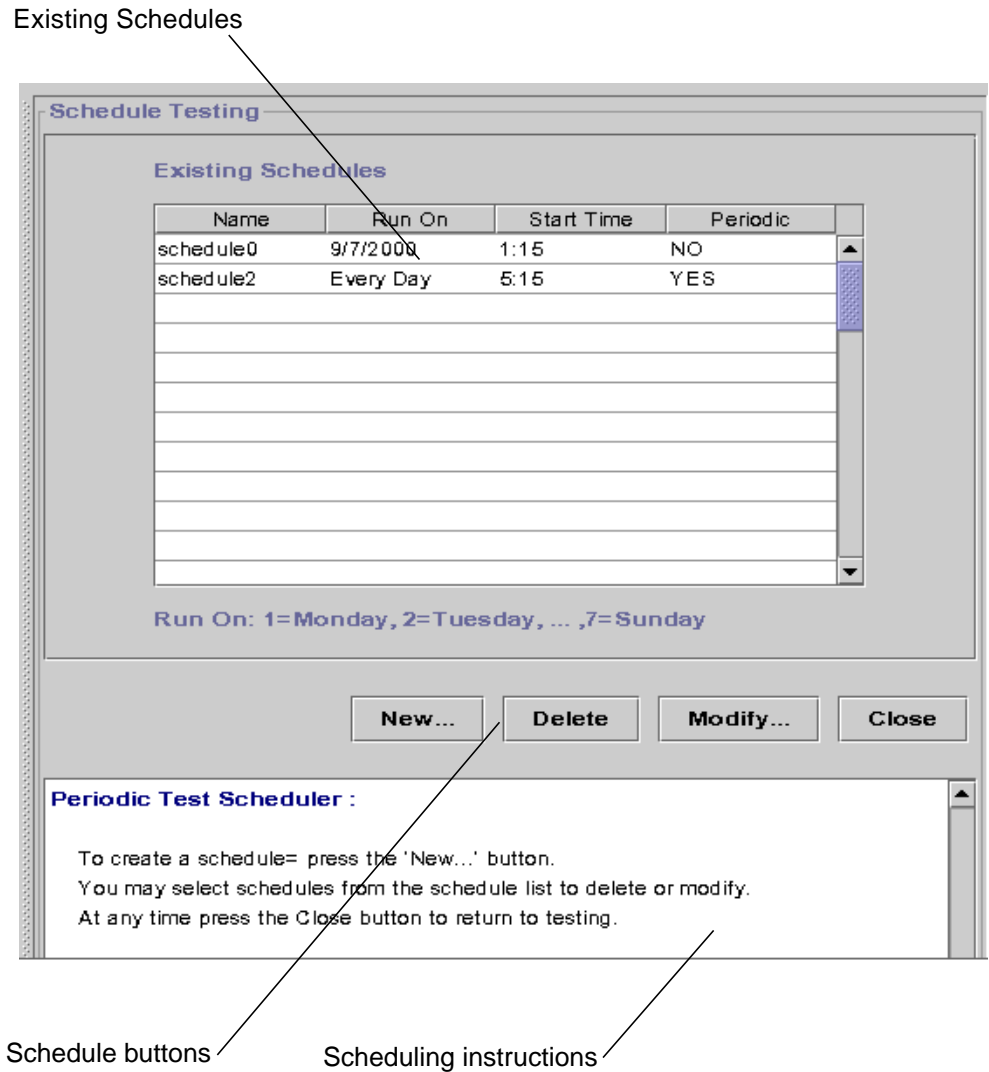 Existing Schedules
Schedule Testing
Existing Schedules
Name Run On Start Time Periodic
schedule0 9/7/2000 1:15 NO
schedule2 Every Day 5:15 YES
Run On: 1=Monday, 2=Tuesday, ... ,7=Sunday
New... Delete Modify... Close
Periodic Test Scheduler :
To create a schedule= press the 'New...' button.
You may select schedules from the schedule list to delete or modify.
At any time press the Close button to return to testing.
Schedule buttons
Scheduling instructions